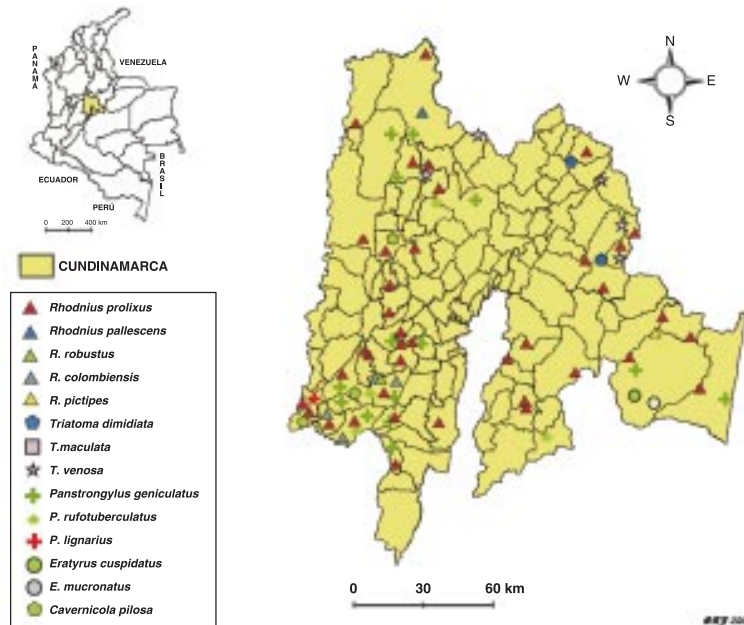 PANAMA
VENEZUELA
ECUADOR
BRASIL
PERÚ
0 200 400 km
N
W E
S
CUNDINAMARCA
Rhodnius prolixus
Rhodnius pallescens
R. robustus
R. colombiensis
R. pictipes
Triatoma dimidiata
T.maculata
T. venosa
Panstrongylus geniculatus
P. rufotuberculatus
P. lignarius
Eratyrus cuspidatus
E. mucronatus
Cavernicola pilosa
0 30 60 km